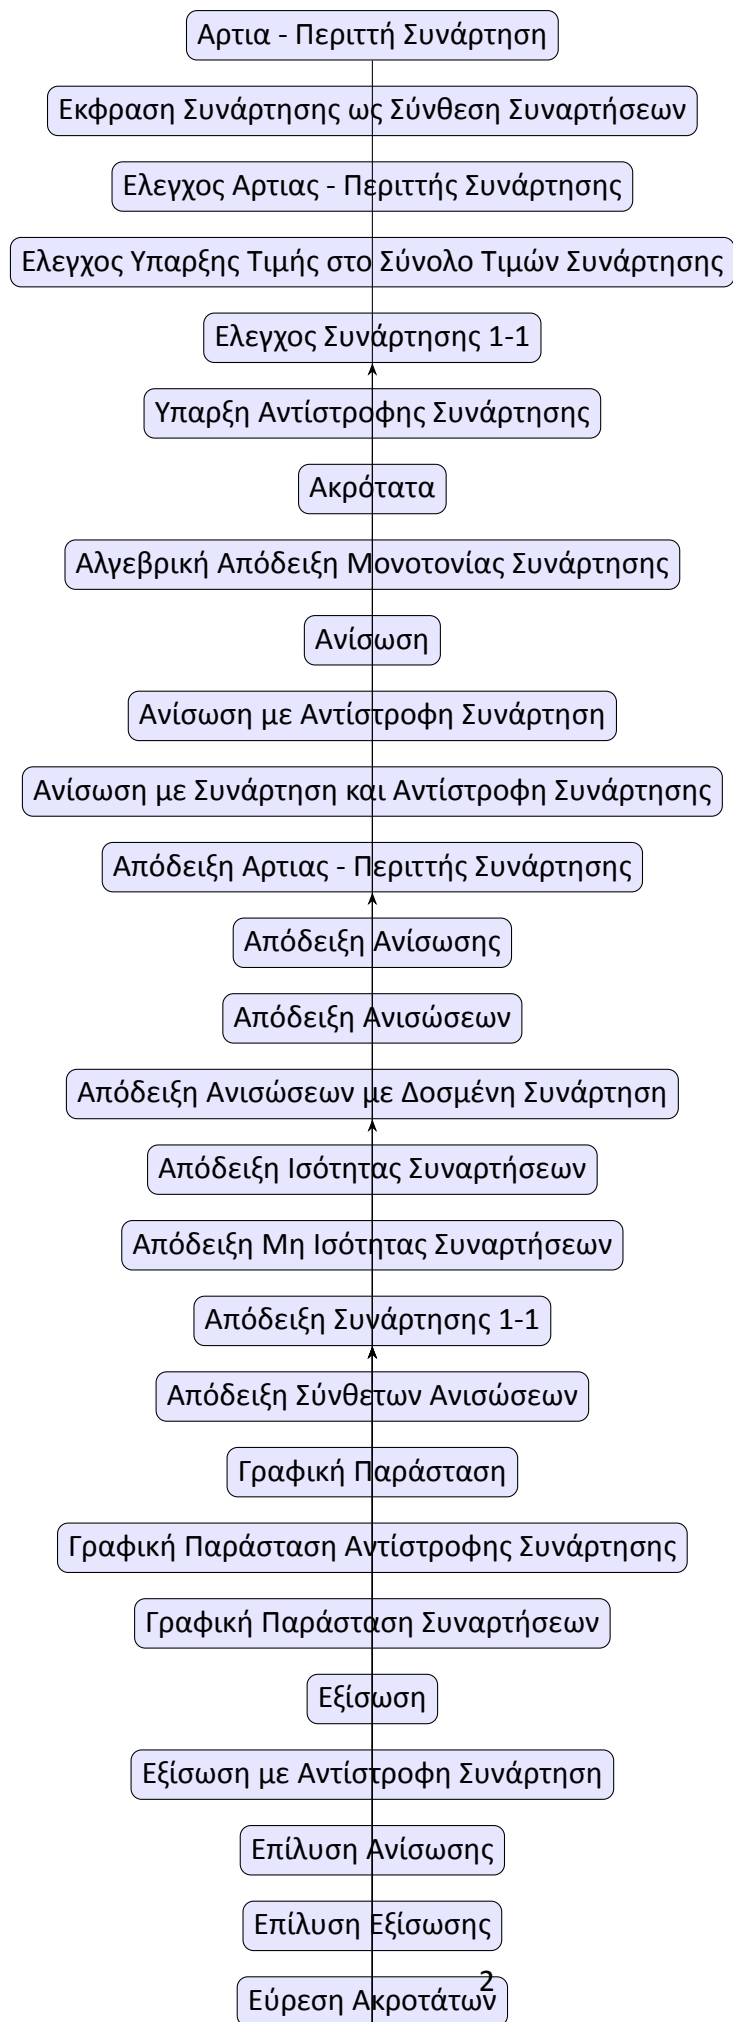 Αρτια - Περιττή Συνάρτηση
Εκφραση Συνάρτησης ως Σύνθεση Συναρτήσεων
Ελεγχος Αρτιας - Περιττής Συνάρτησης
Ελεγχος Υπαρξης Τιμής στο Σύνολο Τιμών Συνάρτησης
Ελεγχος Συνάρτησης 1-1
Υπαρξη Αντίστροφης Συνάρτησης
Ακρότατα
Αλγεβρική Απόδειξη Μονοτονίας Συνάρτησης
Ανίσωση
Ανίσωση με Αντίστροφη Συνάρτηση
Ανίσωση με Συνάρτηση και Αντίστροφη Συνάρτησης
Απόδειξη Αρτιας - Περιττής Συνάρτησης
Απόδειξη Ανίσωσης
Απόδειξη Ανισώσεων
Απόδειξη Ανισώσεων με Δοσμένη Συνάρτηση
Απόδειξη Ισότητας Συναρτήσεων
Απόδειξη Μη Ισότητας Συναρτήσεων
Απόδειξη Συνάρτησης 1-1
Απόδειξη Σύνθετων Ανισώσεων
Γραφική Παράσταση
Γραφική Παράσταση Αντίστροφης Συνάρτησης
Γραφική Παράσταση Συναρτήσεων
Εξίσωση
Εξίσωση με Αντίστροφη Συνάρτηση
Επίλυση Ανίσωσης
Επίλυση Εξίσωσης
2
Εύρεση Ακροτάτων